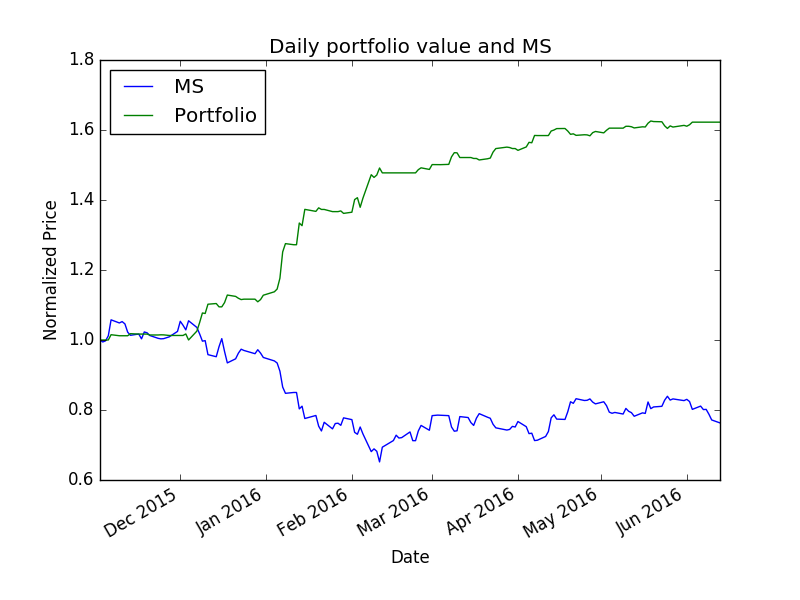 Daily portfolio value and MS
MS
Portfolio
1.8
1.6
1.4
1.2
1.0
0.8
0.6
Normalized Price
Dec 2015
Jan 2016
Feb 2016
Mar 2016
Apr 2016
May 2016
Jun 2016
Date